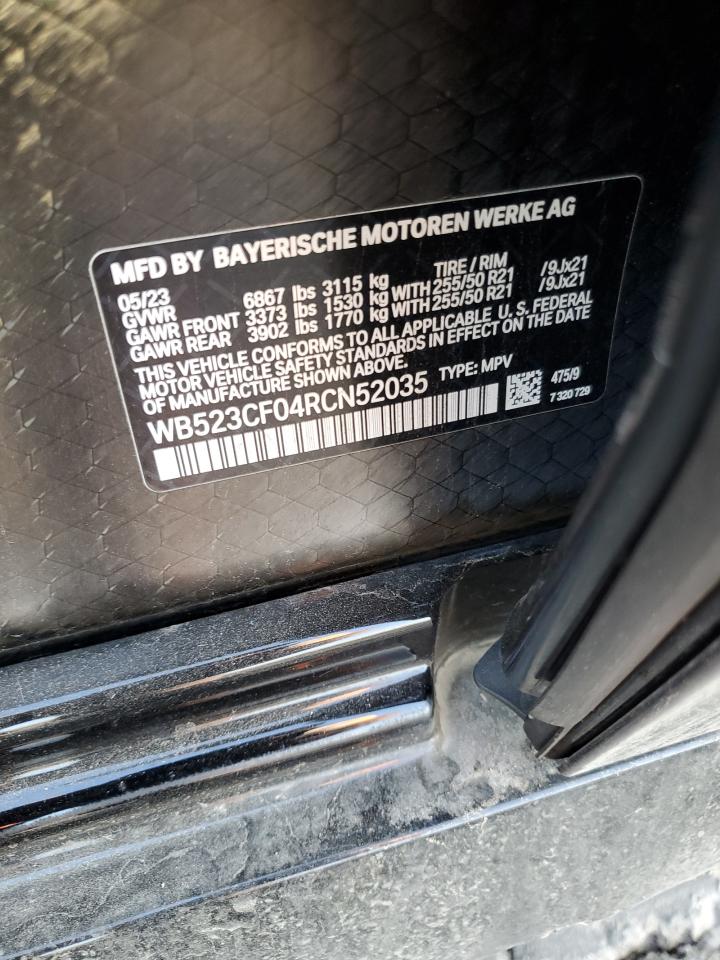 MFD BY BAYERISCHE MOTOREN WERKE AG
05/23
GVWR 6867 lbs 3115 kg TIRE / RIM
GAWR FRONT 3373 lbs 1530 kg WITH 255/50 R21 /9Jx21
GAWR REAR 3902 lbs 1770 kg WITH 255/50 R21 /9Jx21
THIS VEHICLE CONFORMS TO ALL APPLICABLE U. S. FEDERAL
MOTOR VEHICLE SAFETY STANDARDS IN EFFECT ON THE DATE
OF MANUFACTURE SHOWN ABOVE.
WB523CF04RCN52035 TYPE: MPV 475/9
7 320 729